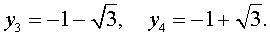 y₃ = −1−√3,  y₄ = −1+√3.